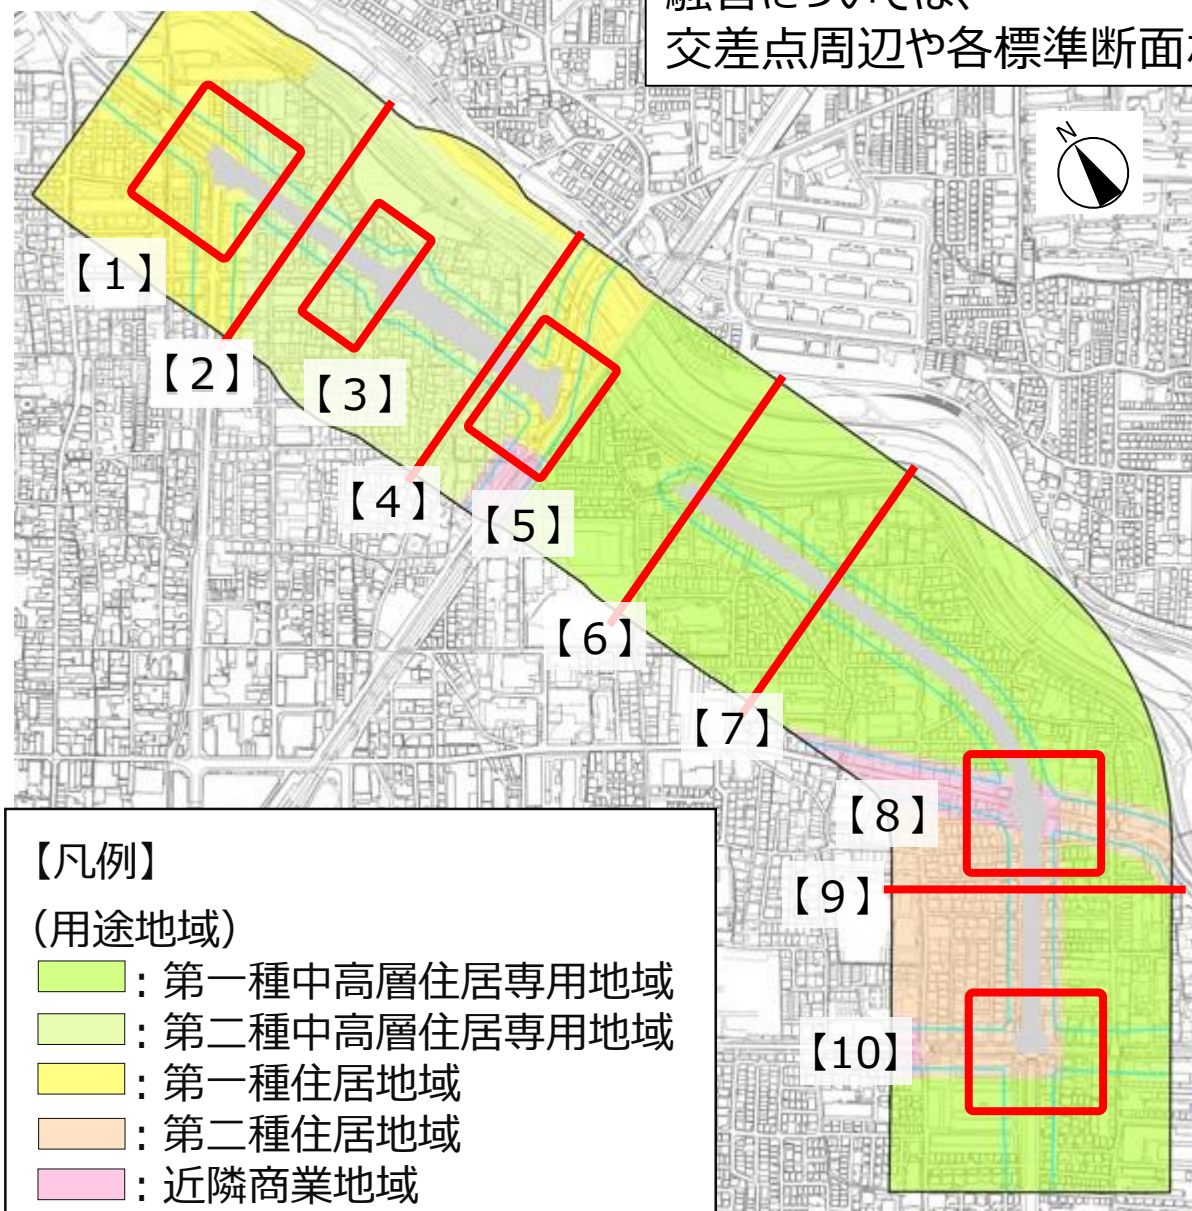 交差点周辺や各標準断面
N
【1】
【2】
【3】
【4】
【5】
【6】
【7】
【8】
【9】
【10】
【凡例】
（用途地域）
：第一種中高層住居専用地域
：第二種中高層住居専用地域
：第一種住居地域
：第二種住居地域
：近隣商業地域